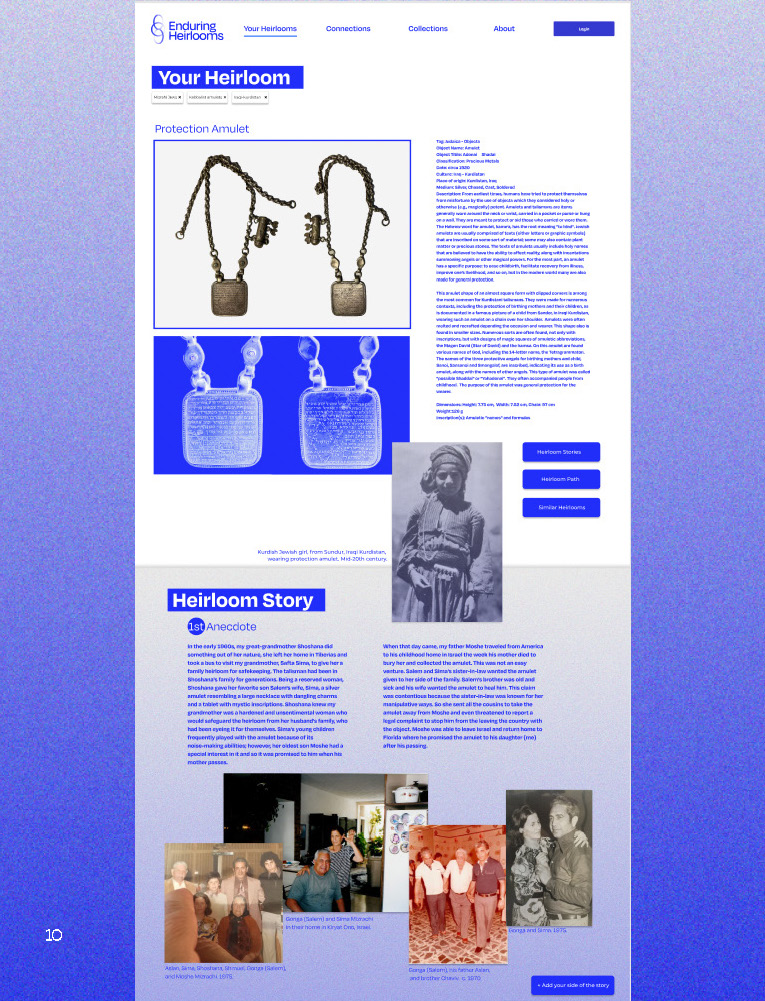 Enduring
Heirlooms
Your Heirlooms
Connections
Collections
About
Login
Your Heirloom
Mizrahi Jews ×
Kurdistan ×
Protection Amulet
Tag: Judaica - Objects
Object Name: Amulet
Object Title: Adonai Shadai
Classification: Precious Metals
Date: circa 1920
Culture: Iraq - Kurdistan
Place of origin: Kurdistan, Iraq
Medium: Silver, Chased, Cast, Soldered
Description: From earliest times, humans have tried to protect themselves
from misfortune by the use of objects which they considered holy or
otherwise (e.g., magically) potent. Amulets and talismans are items
generally worn around the neck or wrist, carried in a pocket or purse or hung
on a wall. They are meant to protect or aid those who carried or wore them.
The Hebrew word for amulet, kamea, has the root meaning "to bind". Jewish
amulets are usually comprised of texts (either letters or graphic symbols)
that are inscribed on some sort of material; some may also contain plant
matter or precious stones. The texts of amulets usually include holy names
that are believed to have the ability to affect reality, along with incantations
summoning angels or other magical powers. For the most part, an amulet
has a specific purpose: to ease childbirth, facilitate recovery from illness,
improve one's livelihood, and so on, but in the modern world many are also
made for general protection.
This amulet shape of an almost square form with clipped corners is among
the most common for Kurdistani talismans. They were made for numerous
contexts, including the protection of birthing mothers and their children, as
is documented in a famous picture of a child from Sandor, in Iraqi Kurdistan,
wearing such an amulet on a chain over her shoulder. Amulets were often
melted and recrafted depending the occasion and wearer. This shape also is
found in smaller sizes. Numerous sorts are often found, not only with
inscriptions, but with designs of magic squares of amuletic abbreviations,
the Magen David (Star of David) and the hamsa. On this amulet are found
various names of God, including the 14-letter name, the Tetragrammaton.
The names of the three protective angels for birthing mothers and child,
Sanoi, Sansanoi and Smangalof, are inscribed, indicating its use as a birth
amulet, along with the names of other angels. This type of amulet was called
childhood. The purpose of this amulet was general protection for the
wearer.
Dimensions: Height: 7.75 cm, Width: 7.52 cm, Chain: 57 cm
Weight: 129 g
Inscription(s): Amuletic "names" and formulas
Heirloom Stories
Heirloom Path
Similar Heirlooms
Kurdish Jewish girl, from Sundur, Iraqi Kurdistan,
wearing protection amulet, Mid-20th century.
Heirloom Story
1st Anecdote
In the early 1960s, my great-grandmother Shoshana did
something out of her nature, she left her home in Tiberias and
took a bus to visit my grandmother, Safta Sima, to give her a
family heirloom for safekeeping. The talisman had been in
Shoshana's family for generations. Being a reserved woman,
Shoshana gave her favorite son Salem's wife, Sima, a silver
amulet resembling a large necklace with dangling charms
and a tablet with mystic inscriptions. Shoshana knew my
grandmother was a hardened and unsentimental woman who
would safeguard the heirloom from her husband's family, who
had been eyeing it for themselves. Sima's young children
frequently played with the amulet because of its
noise-making abilities; however, her oldest son Moshe had a
special interest in it and so it was promised to him when his
mother passes.
When that day came, my father Moshe traveled from America
to his childhood home in Israel the week his mother died to
bury her and collected the amulet. This was not an easy
venture. Salem and Sima's sister-in-law wanted the amulet
given to her side of the family. Salem's brother was old and
sick and his wife wanted the amulet to heal him. This claim
was contentious because the sister-in-law was known for her
manipulative ways. So she sent all the cousins to take the
amulet away from Moshe and even threatened to report a
legal complaint to stop him from the leaving the country with
the object. Moshe was able to leave Israel and return home to
Florida where he promised the amulet to his daughter (me)
after his passing.
Gonga (Salem) and Sima Mizrachi
in their home in Kiryat Ono, Israel.
Gonga and Sima. 1975.
10
Aslan, Sima, Shoshana, Shmuel, Gonga (Salem),
and Moshe Mizrachi. 1975.
Gonga (Salem), his father Aslan,
and brother Ghaviv. c. 1970
+ Add your side of the story